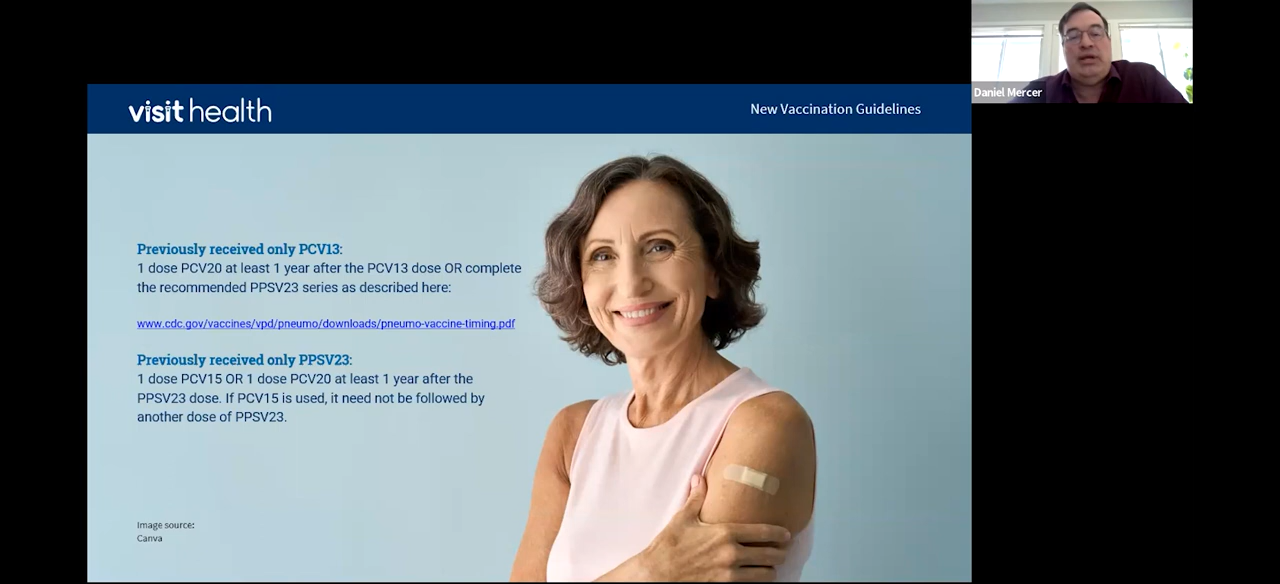 Daniel Mercer
visit health
New Vaccination Guidelines
Previously received only PCV13:
1 dose PCV20 at least 1 year after the PCV13 dose OR complete
the recommended PPSV23 series as described here:
www.cdc.gov/vaccines/vpd/pneumo/downloads/pneumo-vaccine-timing.pdf
Previously received only PPSV23:
1 dose PCV15 OR 1 dose PCV20 at least 1 year after the
PPSV23 dose. If PCV15 is used, it need not be followed by
another dose of PPSV23.
Image source:
Canva